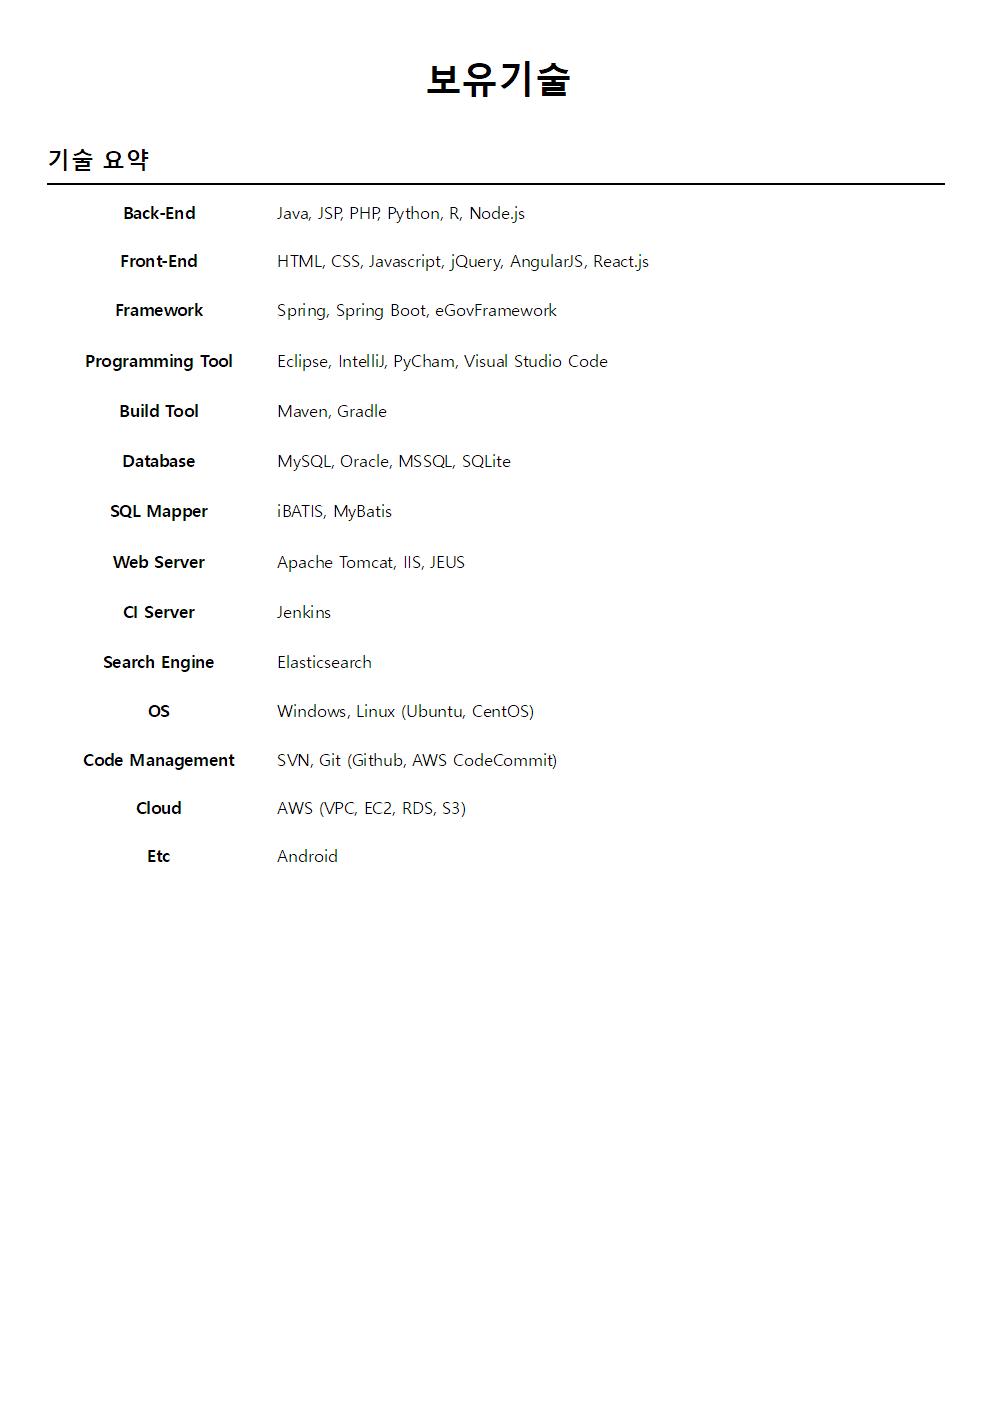 보유기술
기술 요약
Back-End Java, JSP, PHP, Python, R, Node.js
Front-End HTML, CSS, Javascript, jQuery, AngularJS, React.js
Framework Spring, Spring Boot, eGovFramework
Programming Tool Eclipse, IntelliJ, PyCham, Visual Studio Code
Build Tool Maven, Gradle
Database MySQL, Oracle, MSSQL, SQLite
SQL Mapper iBATIS, MyBatis
Web Server Apache Tomcat, IIS, JEUS
CI Server Jenkins
Search Engine Elasticsearch
OS Windows, Linux (Ubuntu, CentOS)
Code Management SVN, Git (Github, AWS CodeCommit)
Cloud AWS (VPC, EC2, RDS, S3)
Etc Android